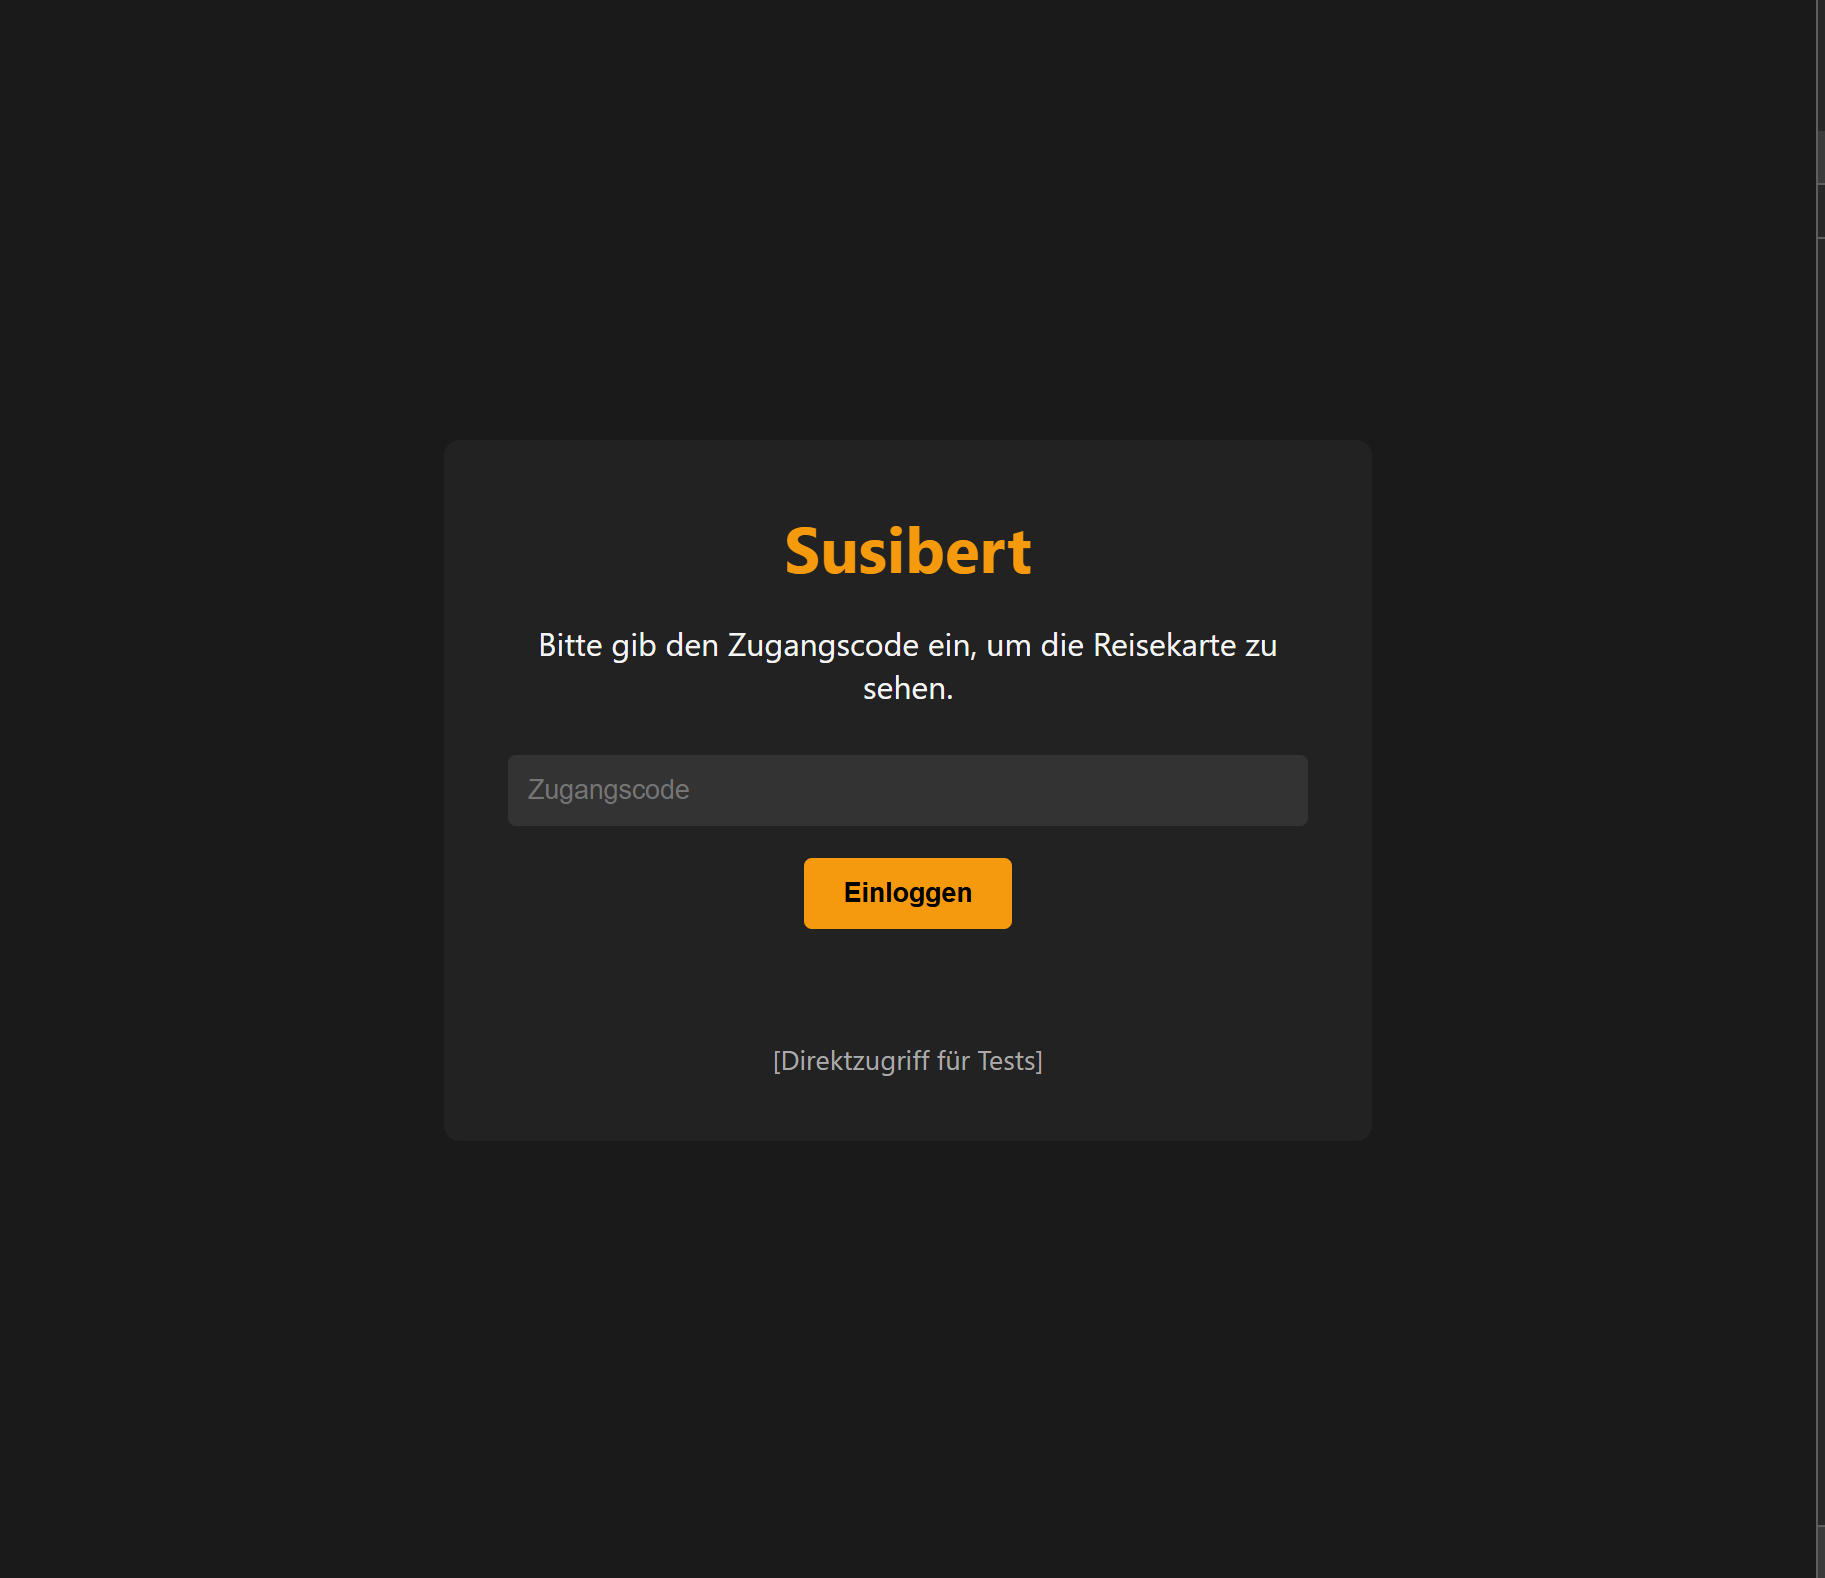 Susibert
Bitte gib den Zugangscode ein, um die Reisekarte zu
sehen.
Zugangscode
Einloggen
[Direktzugriff für Tests]